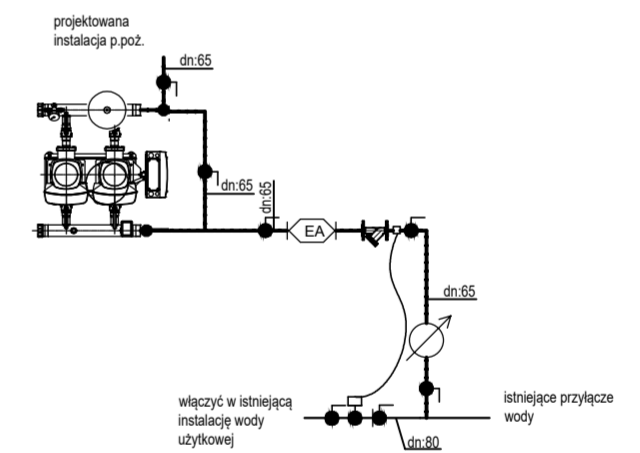 projektowana
instalacja p.poż.
dn:65
dn:65
dn:65
EA
dn:65
włączyć w istniejącą
instalację wody
użytkowej
istniejące przyłącze
wody
dn:80